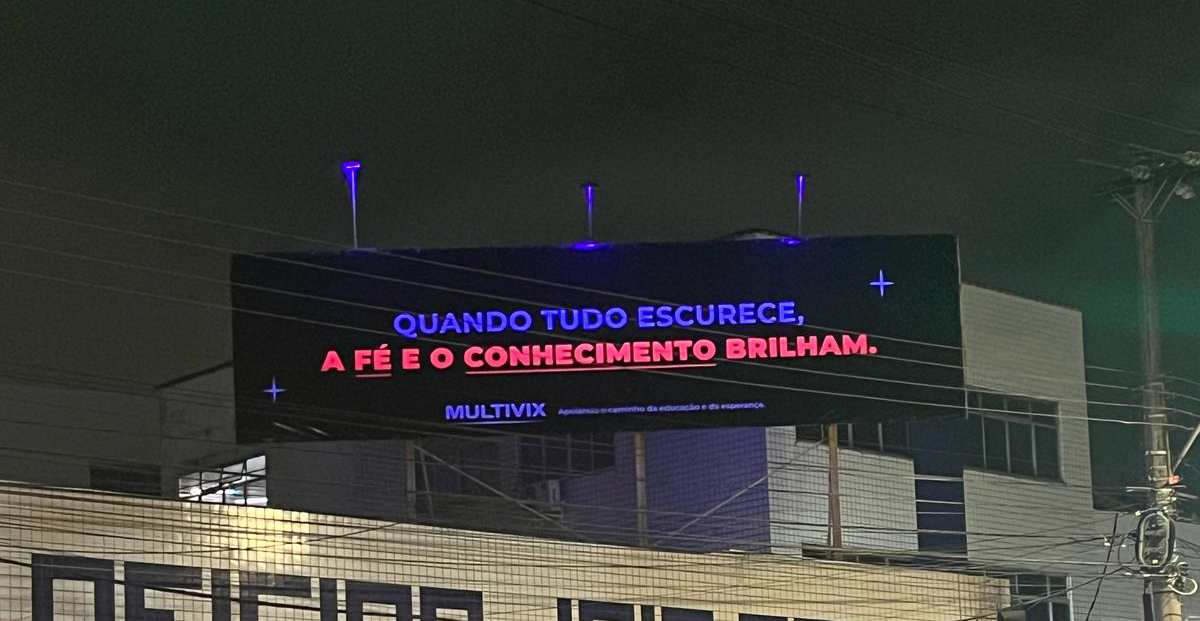 QUANDO TUDO ESCURECE,
A FÉ E O CONHECIMENTO BRILHAM.
MULTIVIX Apoiando o caminho da educação e da esperança.